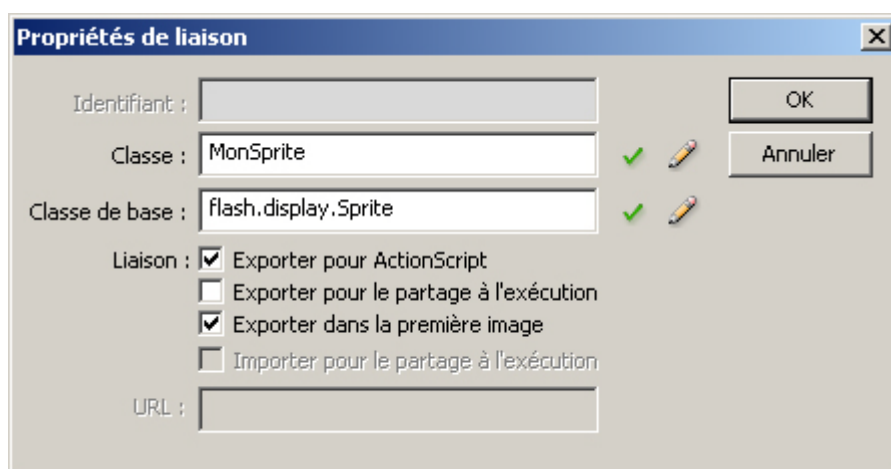 Propriétés de liaison
Identifiant :
OK
Classe : MonSprite
Annuler
Classe de base : flash.display.Sprite
Liaison : Exporter pour ActionScript
Exporter pour le partage à l'exécution
Exporter dans la première image
Importer pour le partage à l'exécution
URL :